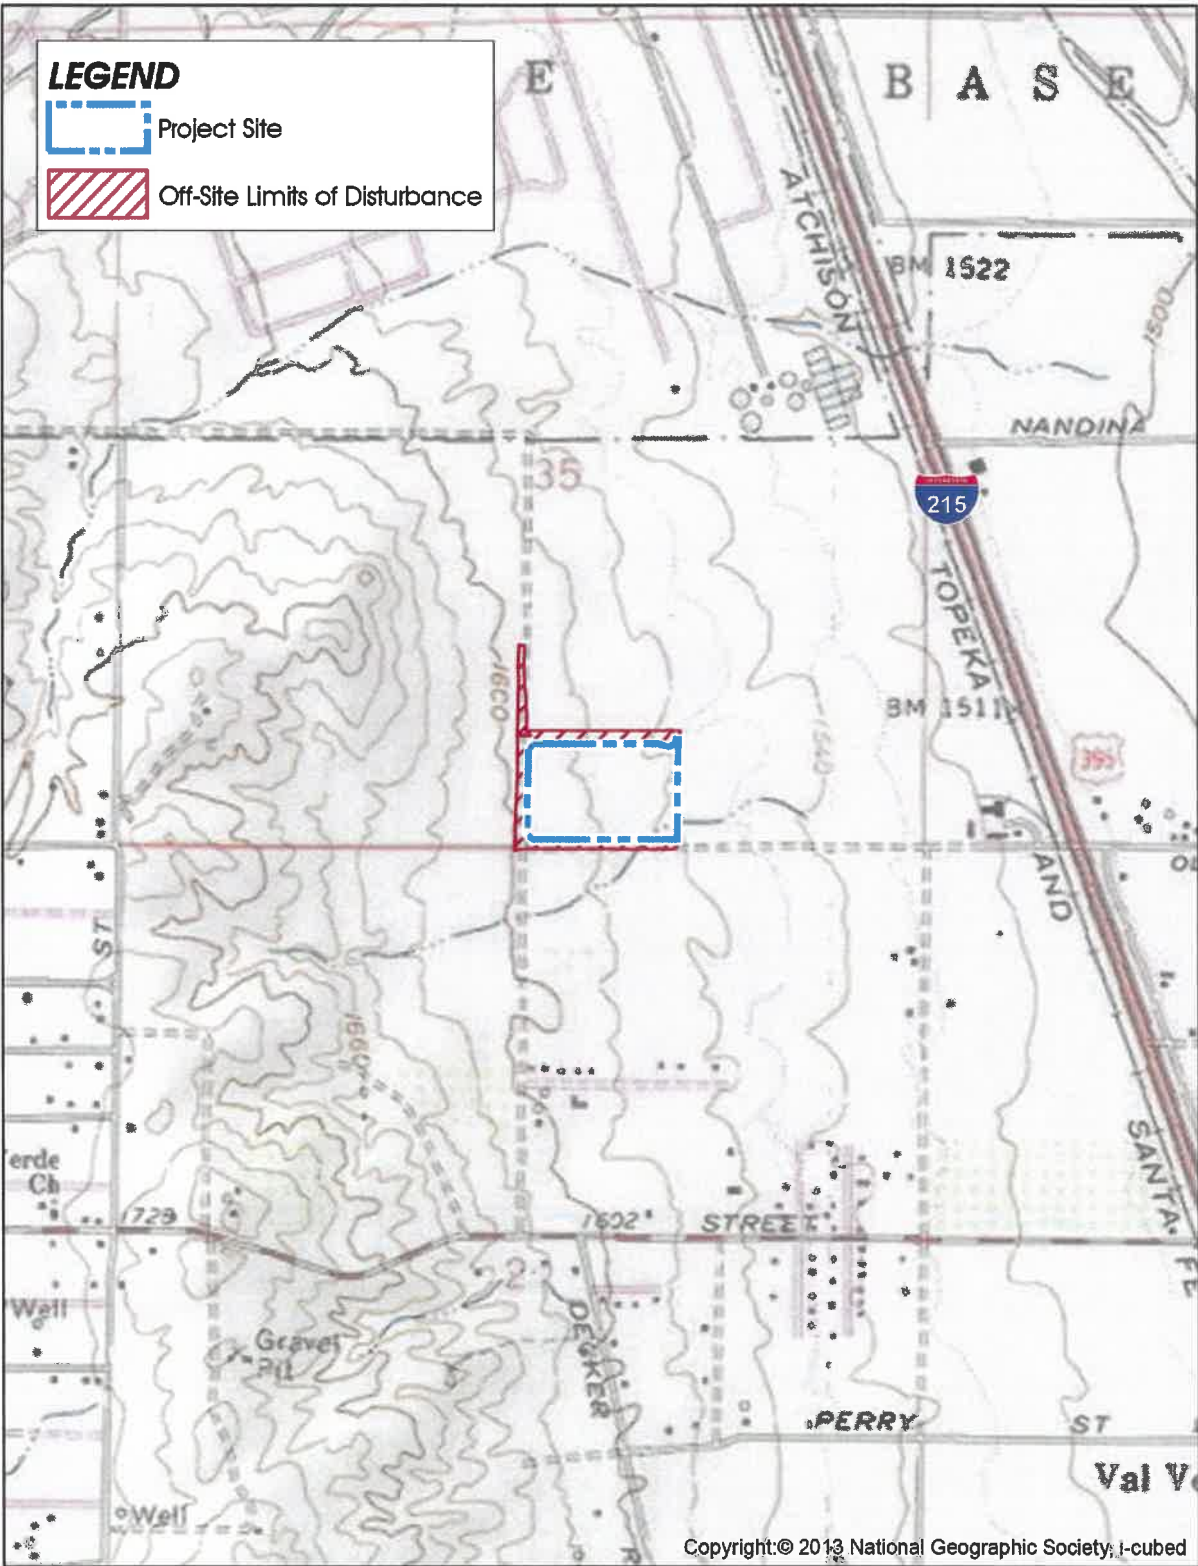 LEGEND
Project Site
Off-Site Limits of Disturbance
E
B A S E
ATCHISON
BM 1522
1500
NANDINA
35
215
TOPEKA
1600
BM 1511
1540
395
AND
ST
1660
SANTA
erde
Ch
1729
1602
STREET
FE
2
Well
Gravel
Pit
DECKER
PERRY
ST
Val V
Well
R
Copyright:© 2013 National Geographic Society, i-cubed